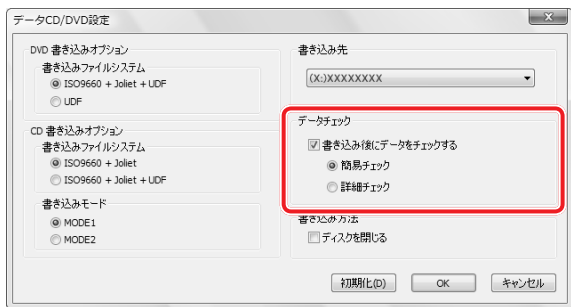 データCD/DVD設定
DVD 書き込みオプション
書き込みファイルシステム
ISO9660 + Joliet + UDF
UDF
CD 書き込みオプション
書き込みファイルシステム
ISO9660 + Joliet
ISO9660 + Joliet + UDF
書き込みモード
MODE1
MODE2
書き込み先
(X:)XXXXXXXX
データチェック
書き込み後にデータをチェックする
簡易チェック
詳細チェック
書き込み方法
ディスクを閉じる
初期化(D)
OK
キャンセル